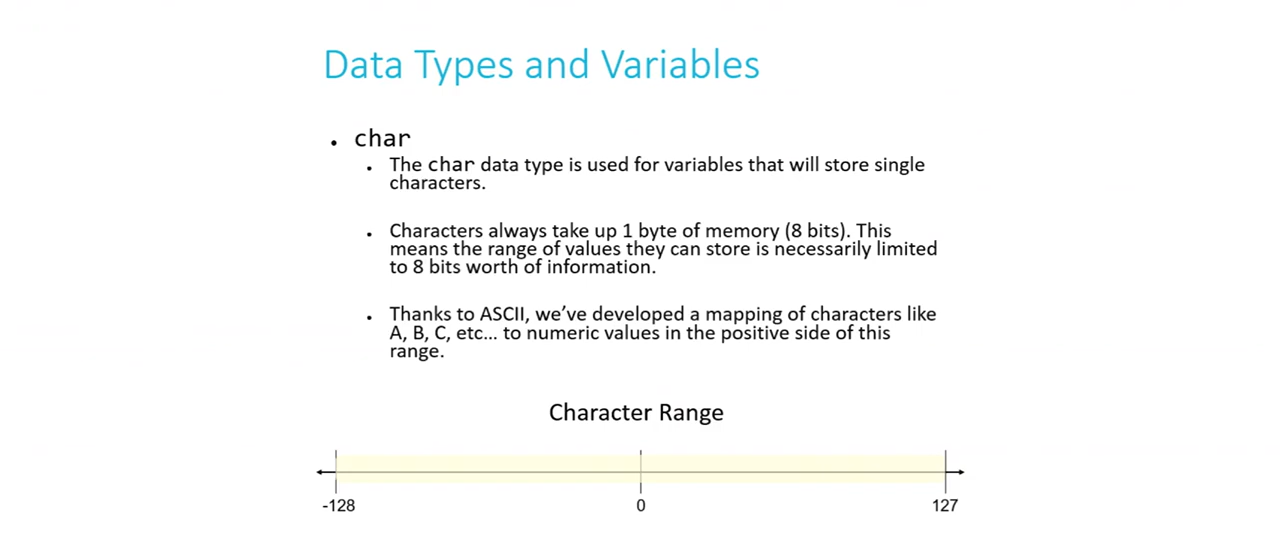 Data Types and Variables
• char
• The char data type is used for variables that will store single
characters.
• Characters always take up 1 byte of memory (8 bits). This
means the range of values they can store is necessarily limited
to 8 bits worth of information.
• Thanks to ASCII, we’ve developed a mapping of characters like
A, B, C, etc... to numeric values in the positive side of this
range.
Character Range
-128 0 127